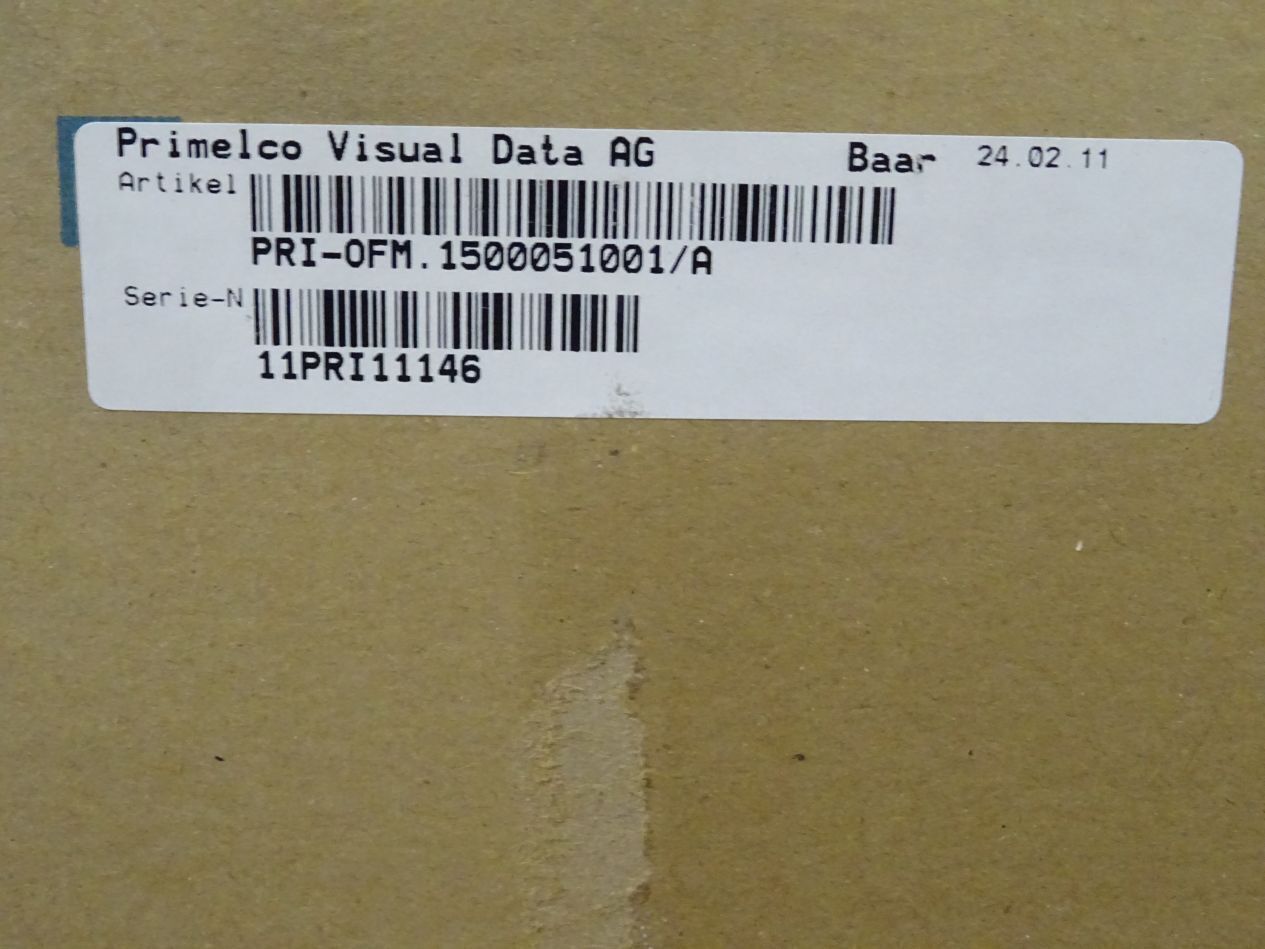 Primelco Visual Data AG Baar 24.02.11
Artikel
PRI-OFM.1500051001/A
Serie-N
11PRI11146